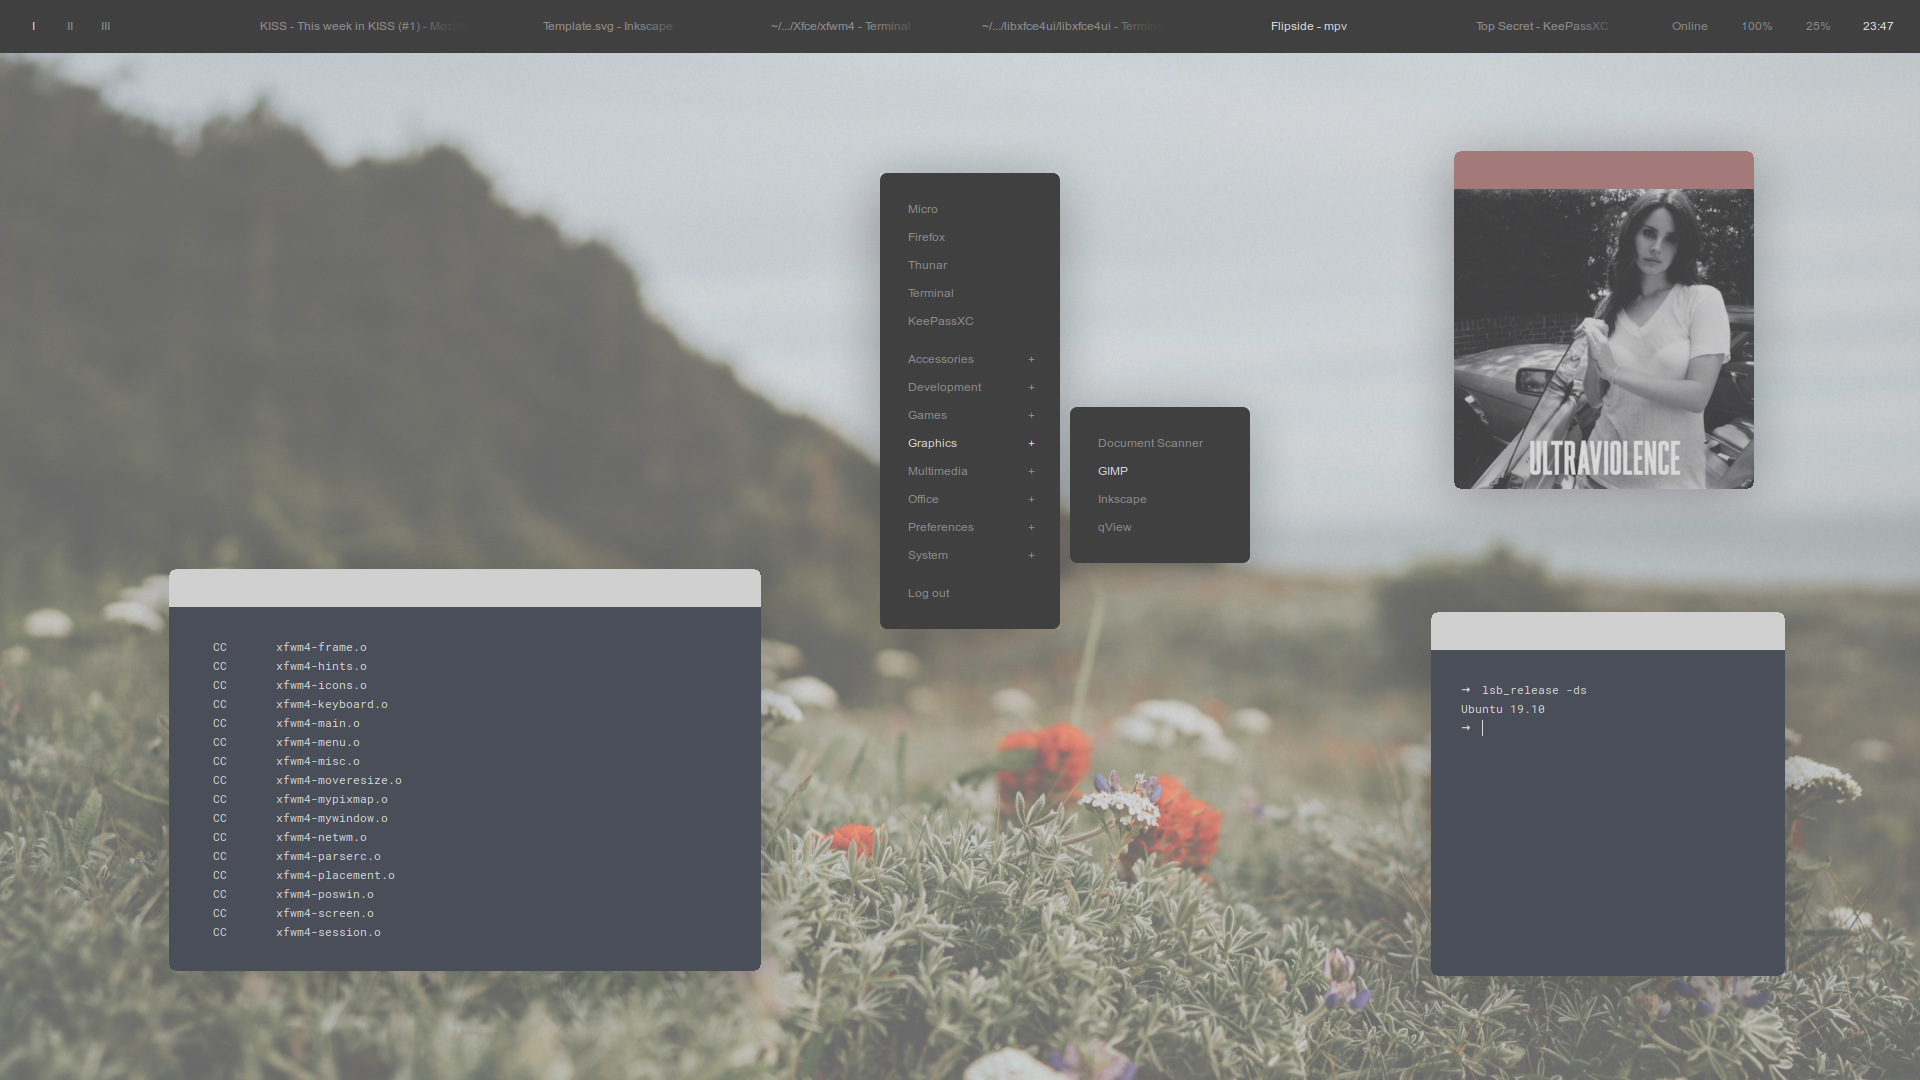 I II III KISS - This week in KISS (#1) - Template.svg - Inkscape ~/.../Xfce/xfwm4 - Terminal ~/.../libxfce4ui/libxfce4ui - Terminal Flipside - mpv Top Secret - KeePassXC Online 100% 25% 23:47
Micro
Firefox
Thunar
Terminal
KeePassXC
Accessories +
Development +
Games +
Graphics +
Multimedia +
Office +
Preferences +
System +
Log out
Document Scanner
GIMP
Inkscape
qView
ULTRAVIOLENCE
CC xfwm4-frame.o
CC xfwm4-hints.o
CC xfwm4-icons.o
CC xfwm4-keyboard.o
CC xfwm4-main.o
CC xfwm4-menu.o
CC xfwm4-misc.o
CC xfwm4-moveresize.o
CC xfwm4-mypixmap.o
CC xfwm4-mywindow.o
CC xfwm4-netwm.o
CC xfwm4-parserc.o
CC xfwm4-placement.o
CC xfwm4-poswin.o
CC xfwm4-screen.o
CC xfwm4-session.o
→ lsb_release -ds
Ubuntu 19.10
→